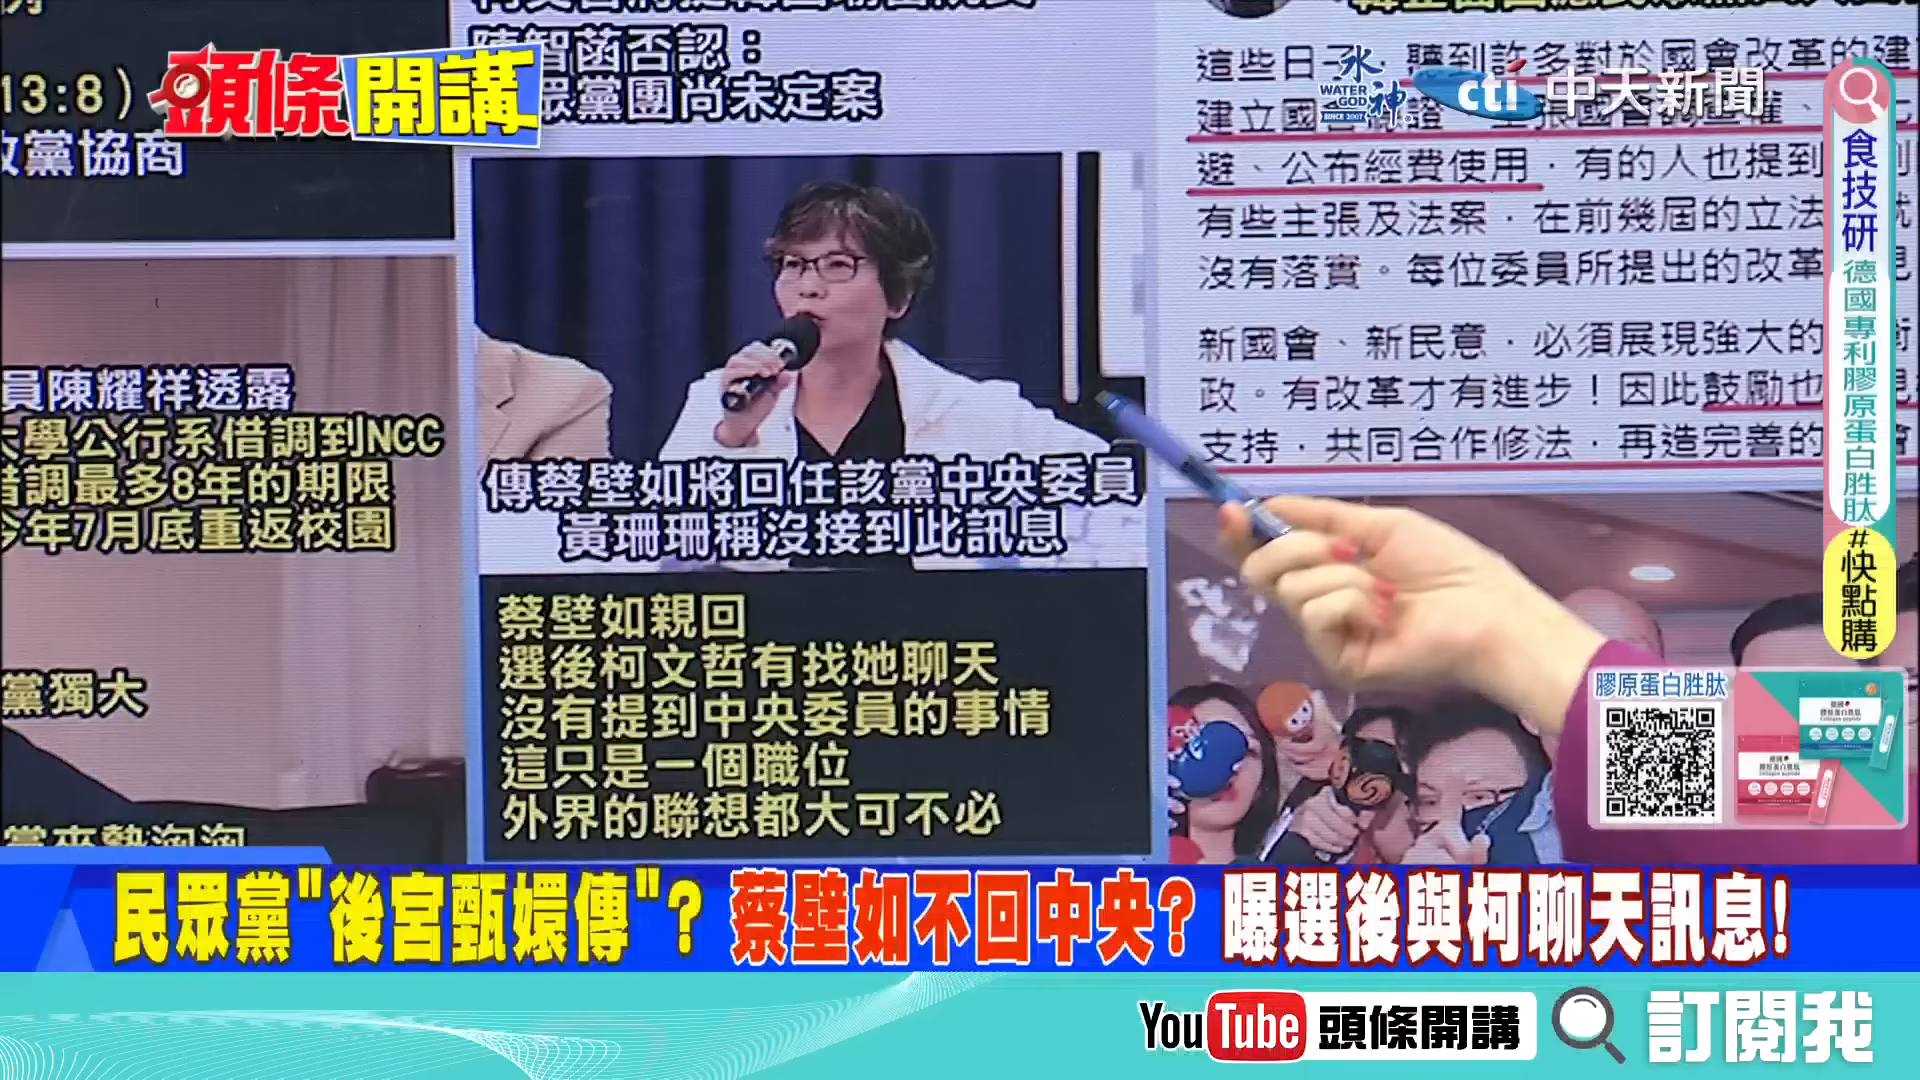 頭條開講
13:8)
政黨協商
陳智菡否認：
眾黨團尚未定案
這些日子
聽到許多對於國會改革的建
避、公布經費使用，有的人也提到
有些主張及法案，在前幾屆的立法
沒有落實。每位委員所提出的改革
新國會、新民意，必須展現強大的
政。有改革才有進步！因此鼓勵也
支持，共同合作修法，再造完善的
水神
WATER GOD
SINCE 2007
cti 中天新聞
食技研
德國專利膠原蛋白胜肽
#快點購
員陳耀祥透露
大學公行系借調到NCC
借調最多8年的期限
今年7月底重返校園
黨獨大
傳蔡壁如將回任該黨中央委員
黃珊珊稱沒接到此訊息
蔡壁如親回
選後柯文哲有找她聊天
沒有提到中央委員的事情
這只是一個職位
外界的聯想都大可不必
膠原蛋白胜肽
民眾黨"後宮甄嬛傳"? 蔡壁如不回中央? 曝選後與柯聊天訊息!
YouTube 頭條開講
訂閱我